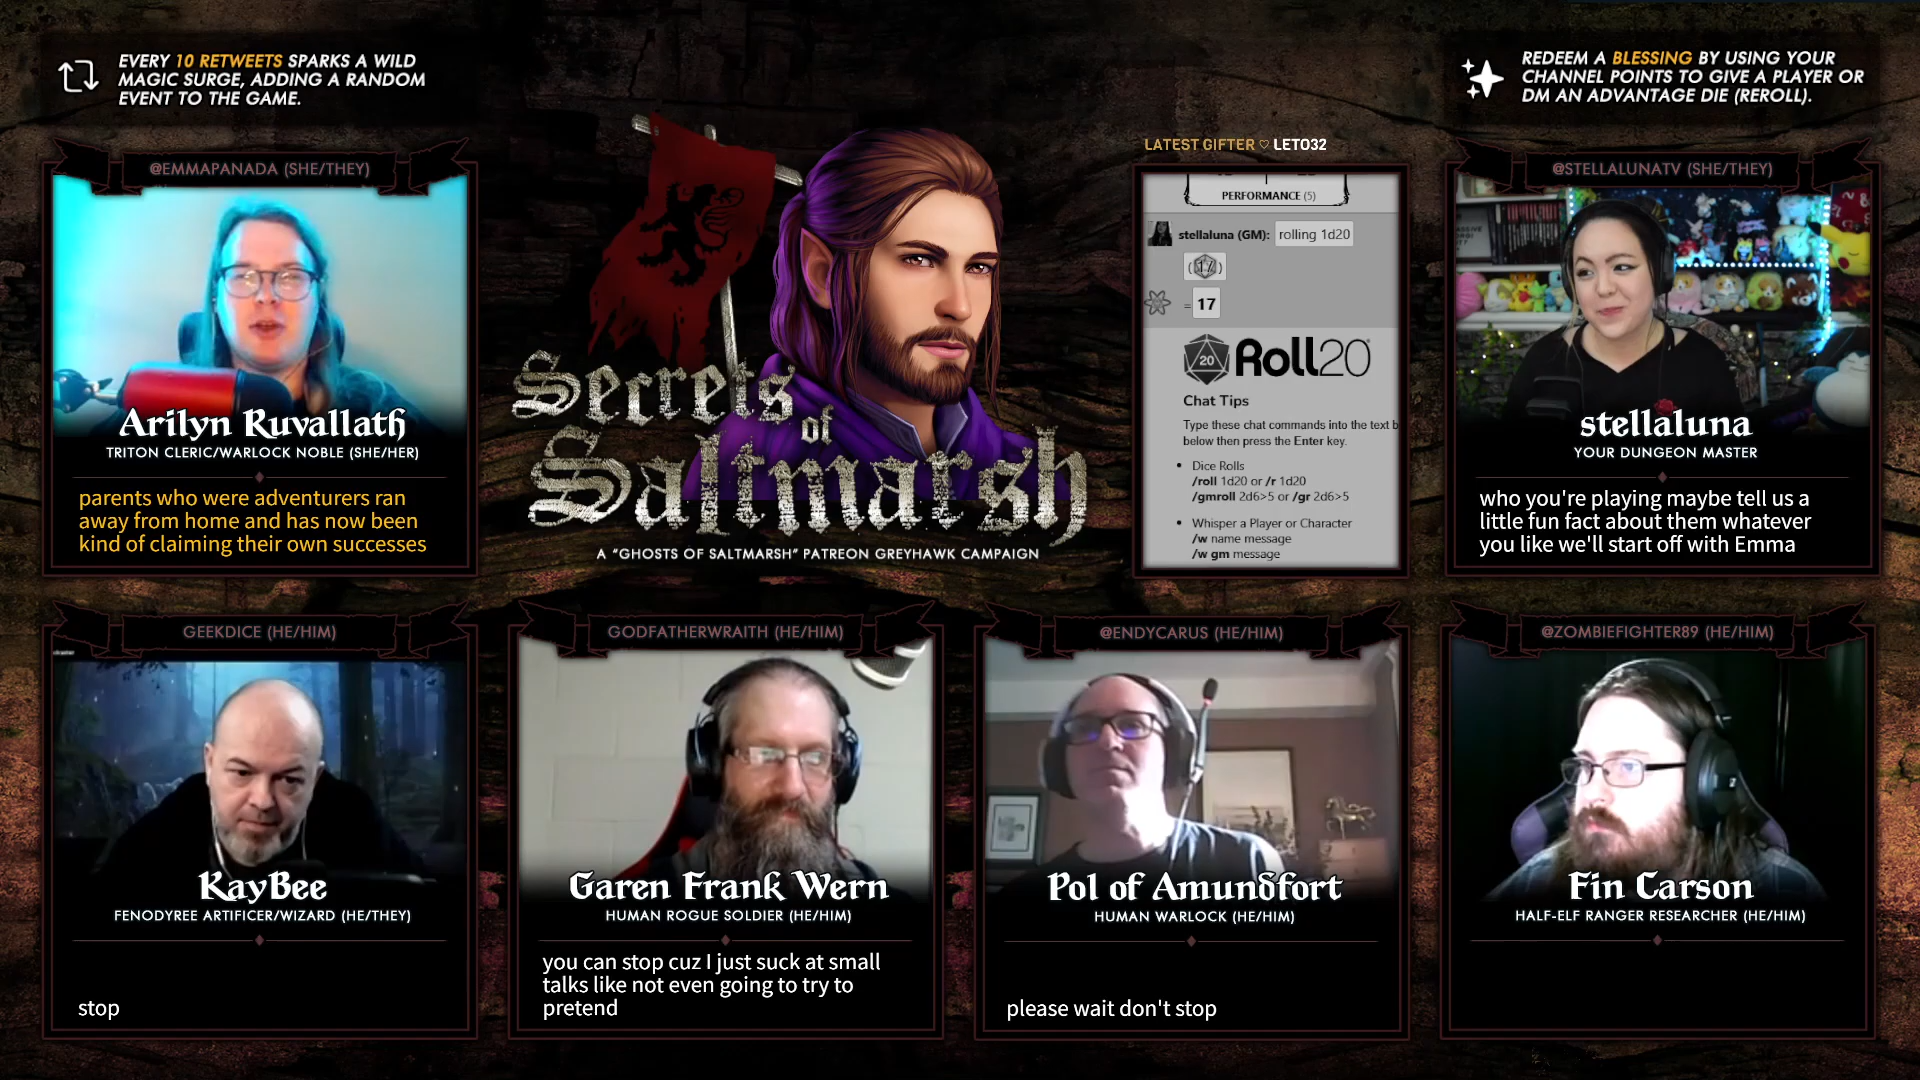 EVERY 10 RETWEETS SPARKS A WILD
MAGIC SURGE, ADDING A RANDOM
EVENT TO THE GAME.
REDEEM A BLESSING BY USING YOUR
CHANNEL POINTS TO GIVE A PLAYER OR
DM AN ADVANTAGE DIE (REROLL).
@EMMAPANADA (SHE/THEY)
Arilyn Ruvallath
TRITON CLERIC/WARLOCK NOBLE (SHE/HER)
parents who were adventurers ran
away from home and has now been
kind of claiming their own successes
Secrets
of
Saltmarsh
A "GHOSTS OF SALTMARSH" PATREON GREYHAWK CAMPAIGN
LATEST GIFTER ♡ LETO32
PERFORMANCE (5)
stellaluna (GM): rolling 1d20
(17)
= 17
20 Roll20
Chat Tips
Type these chat commands into the text b
below then press the Enter key.
• Dice Rolls
/roll 1d20 or /r 1d20
/gmroll 2d6>5 or /gr 2d6>5
• Whisper a Player or Character
/w name message
/w gm message
@STELLALUNATV (SHE/THEY)
stellaluna
YOUR DUNGEON MASTER
who you're playing maybe tell us a
little fun fact about them whatever
you like we'll start off with Emma
GEEKDICE (HE/HIM)
KayBee
FENODYREE ARTIFICER/WIZARD (HE/THEY)
stop
GODFATHERWRAITH (HE/HIM)
Garen Frank Wern
HUMAN ROGUE SOLDIER (HE/HIM)
you can stop cuz I just suck at small
talks like not even going to try to
pretend
@ENDYCARUS (HE/HIM)
Pol of Amundfort
HUMAN WARLOCK (HE/HIM)
please wait don't stop
@ZOMBIEFIGHTER89 (HE/HIM)
Fin Carson
HALF-ELF RANGER RESEARCHER (HE/HIM)